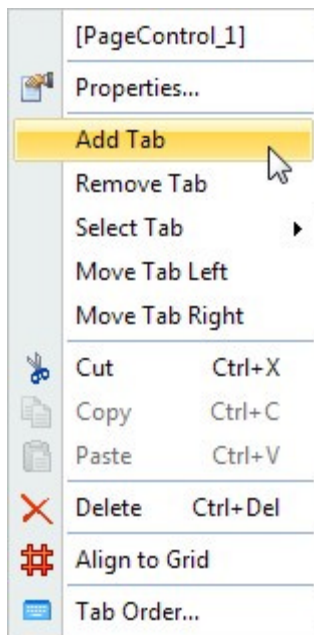 [PageControl_1]
Properties...
Add Tab
Remove Tab
Select Tab
Move Tab Left
Move Tab Right
Cut Ctrl+X
Copy Ctrl+C
Paste Ctrl+V
Delete Ctrl+Del
Align to Grid
Tab Order...